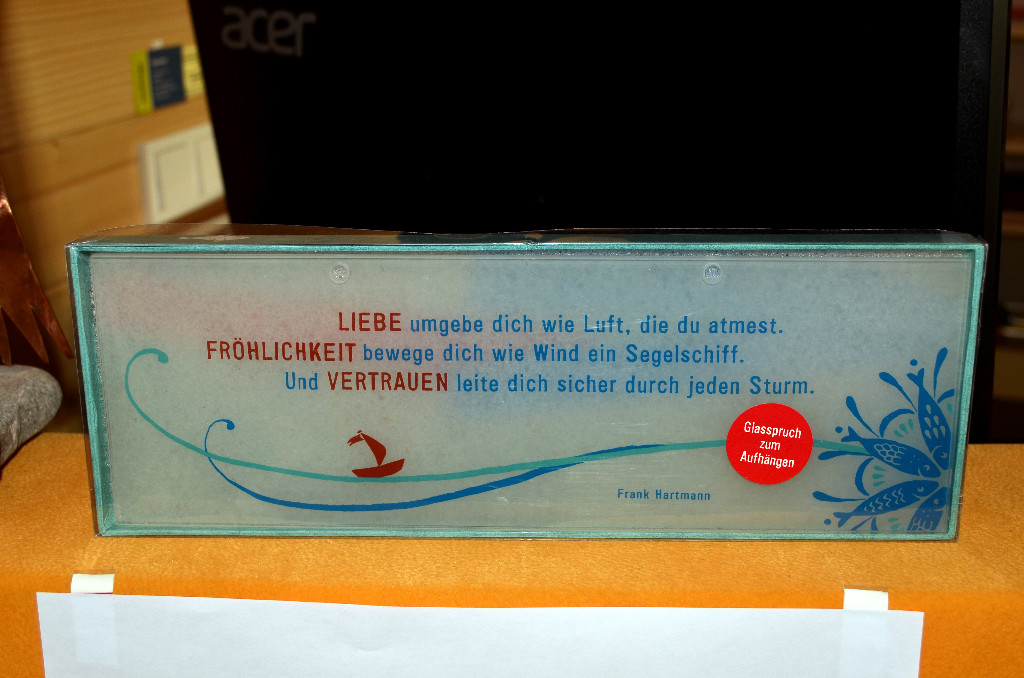 acer
LIEBE umgebe dich wie Luft, die du atmest.
FRÖHLICHKEIT bewege dich wie Wind ein Segelschiff.
Und VERTRAUEN leite dich sicher durch jeden Sturm.
Glasspruch
zum
Aufhängen
Frank Hartmann